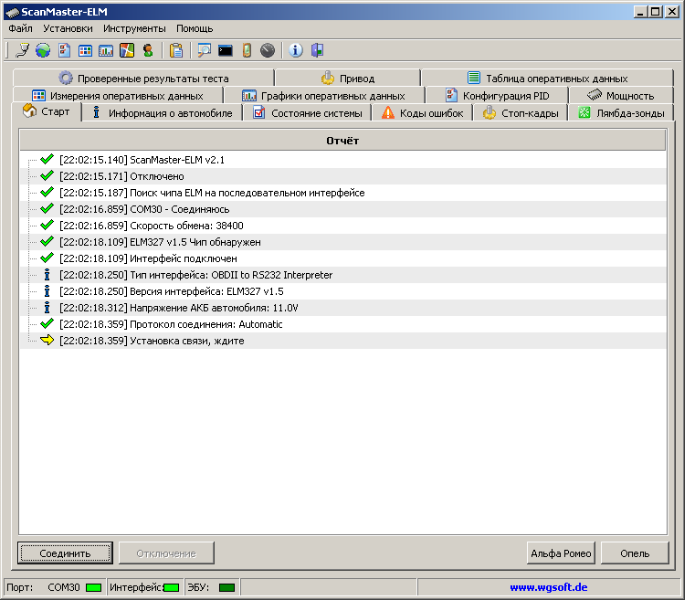 ScanMaster-ELM
Файл Установки Инструменты Помощь
Проверенные результаты теста Привод Таблица оперативных данных
Измерения оперативных данных Графики оперативных данных Конфигурация PID Мощность
Старт Информация о автомобиле Состояние системы Коды ошибок Стоп-кадры Лямбда-зонды
Отчёт
[22:02:15.140] ScanMaster-ELM v2.1
[22:02:15.171] Отключено
[22:02:15.187] Поиск чипа ELM на последовательном интерфейсе
[22:02:16.859] COM30 - Соединяюсь
[22:02:16.859] Скорость обмена: 38400
[22:02:18.109] ELM327 v1.5 Чип обнаружен
[22:02:18.109] Интерфейс подключен
[22:02:18.250] Тип интерфейса: OBDII to RS232 Interpreter
[22:02:18.250] Версия интерфейса: ELM327 v1.5
[22:02:18.312] Напряжение АКБ автомобиля: 11.0V
[22:02:18.359] Протокол соединения: Automatic
[22:02:18.359] Установка связи, ждите
Соединить Отключение Альфа Ромео Опель
Порт: COM30 Интерфейс: ЭБУ: www.wgsoft.de